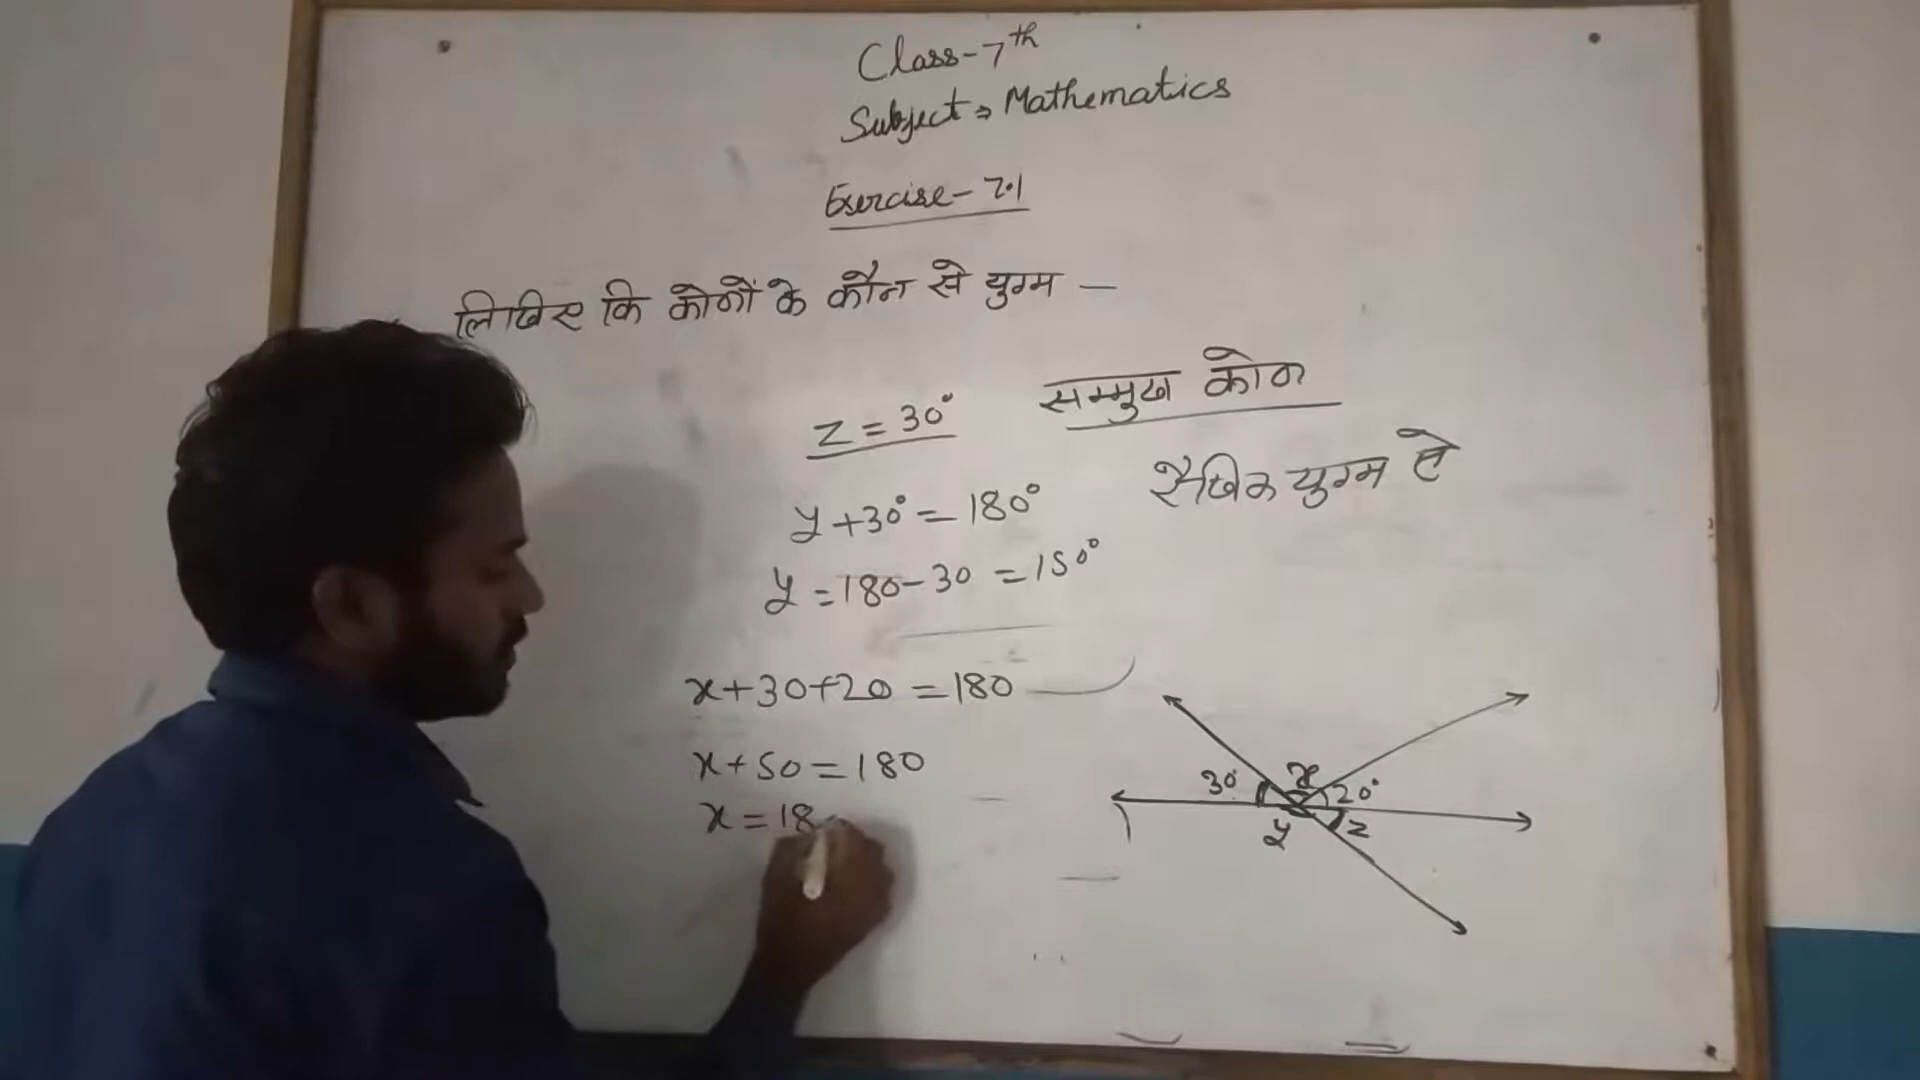 Class-7th
Subject → Mathematics
Exercise-7.1
लिखिए कि कोणों के कौन से युग्म —
z = 30°
सम्मुख कोण
y+30° = 180°
रैखिक युग्म से
y = 180-30 = 150°
x+30+20 = 180
x+50 = 180
x = 18
30°
x
20°
y
z